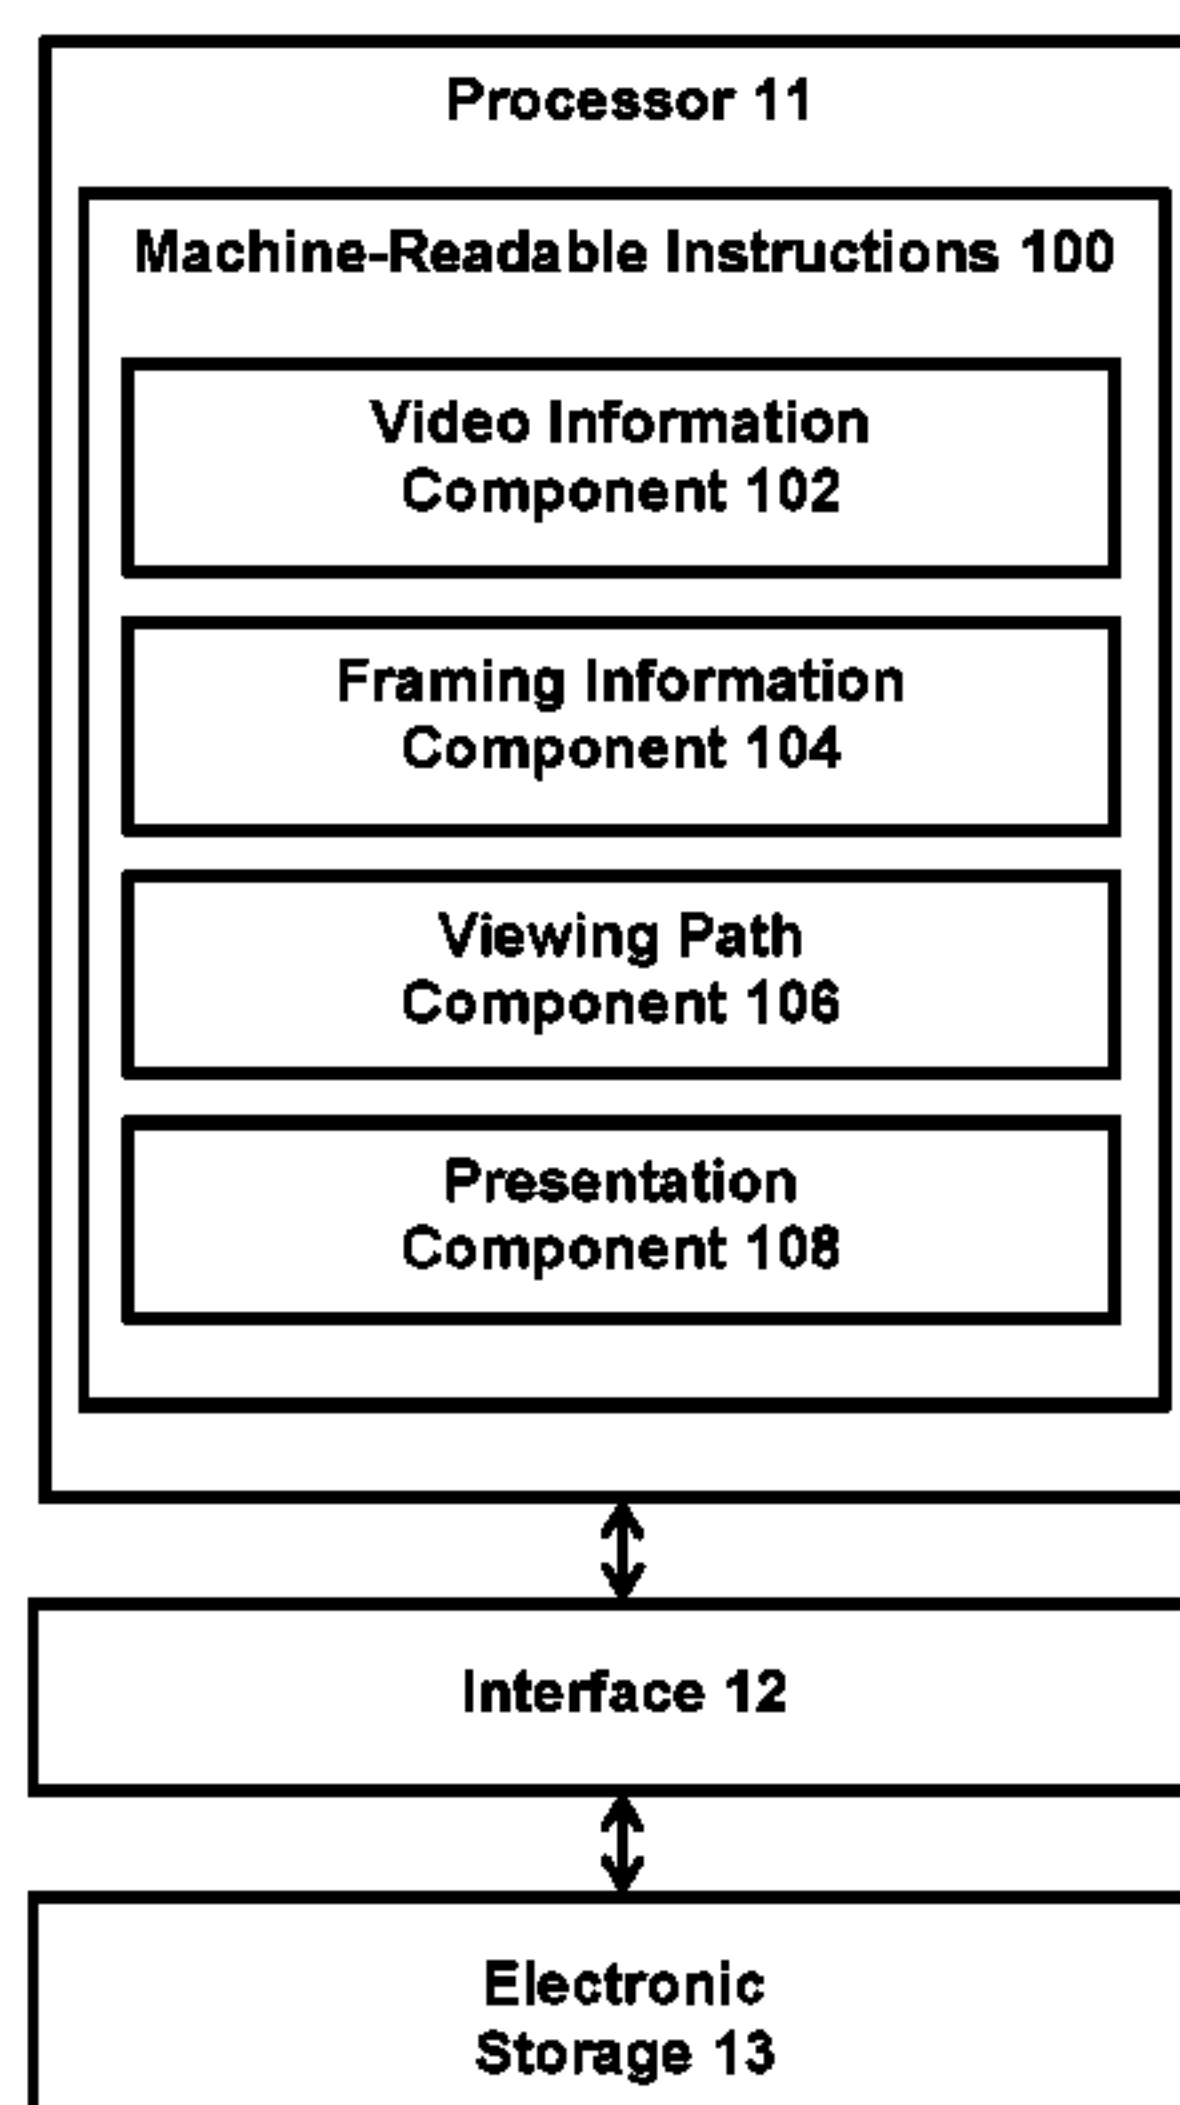 Processor 11
Machine-Readable Instructions 100
Video Information
Component 102
Framing Information
Component 104
Viewing Path
Component 106
Presentation
Component 108
Interface 12
Electronic
Storage 13